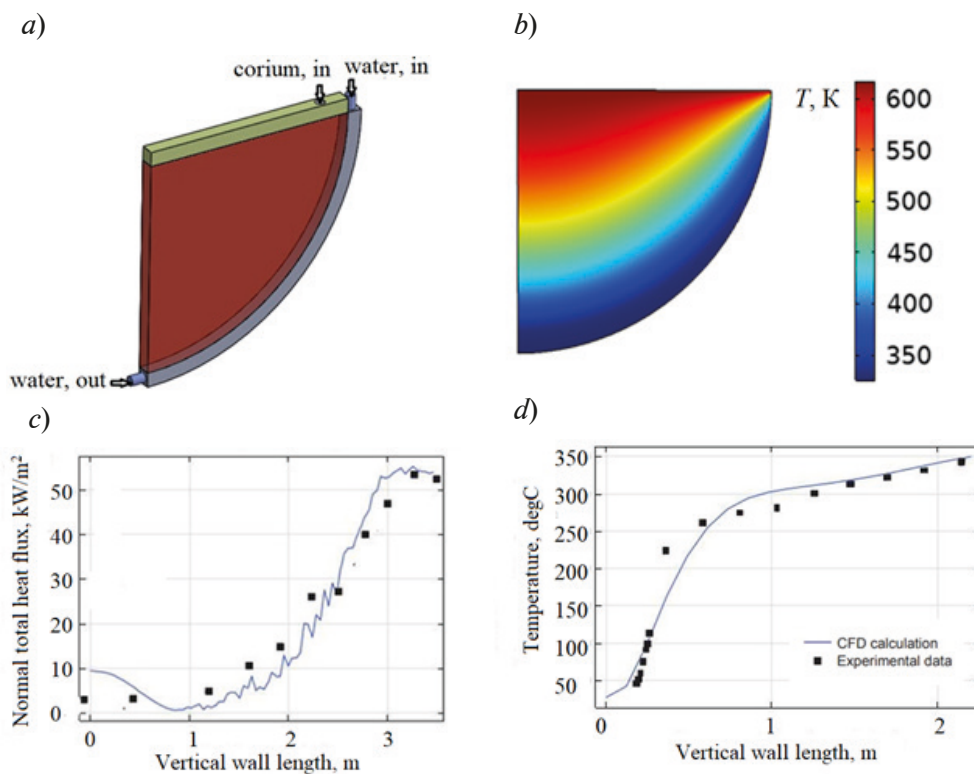 a)
corium, in
water, in
water, out
b)
T, K
600
550
500
450
400
350
c)
Normal total heat flux, kW/m²
50
40
30
20
10
0
0
1
2
3
Vertical wall length, m
d)
Temperature, degC
350
300
250
200
150
100
50
0
1
2
CFD calculation
Experimental data
Vertical wall length, m